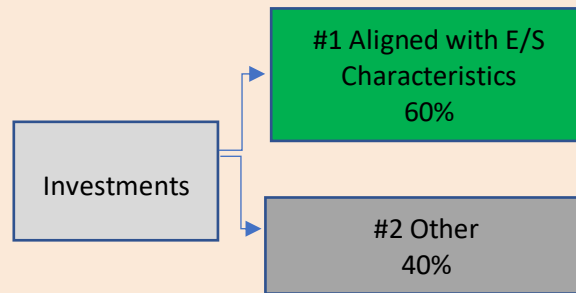 #1 Aligned with E/S
Characteristics
60%
Investments
#2 Other
40%